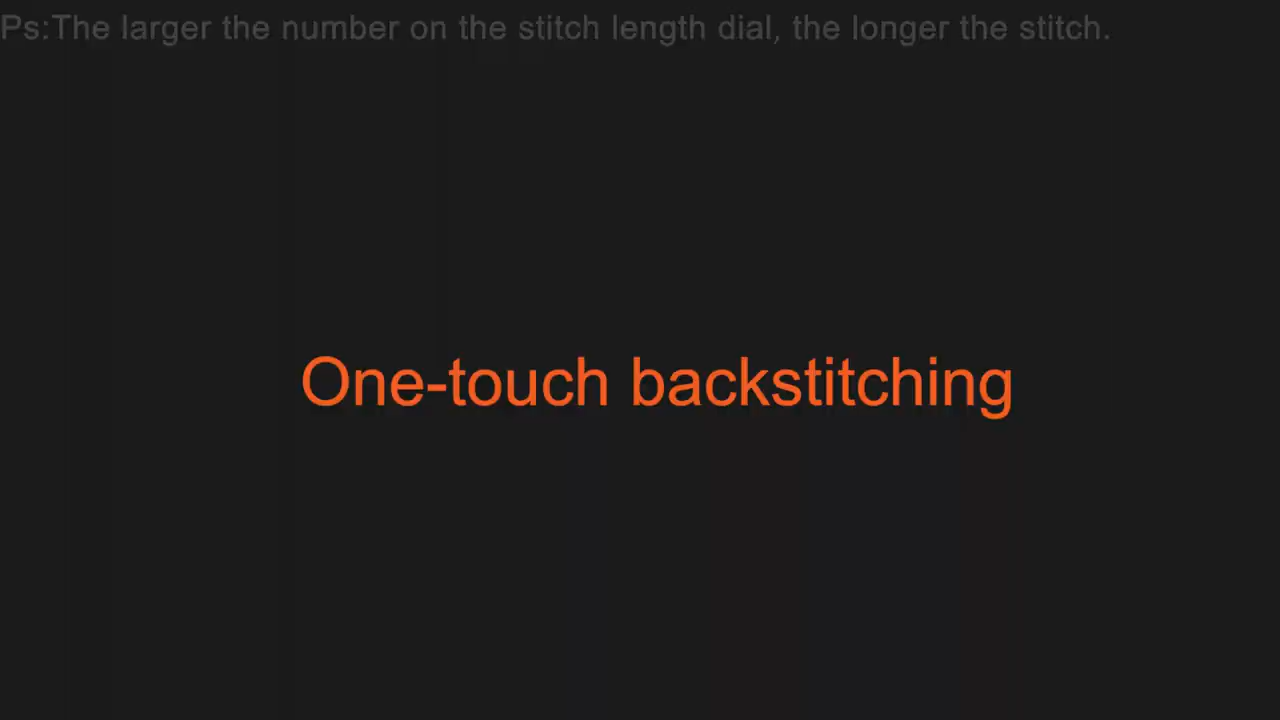 Ps:The larger the number on the stitch length dial, the longer the stitch.
One-touch backstitching